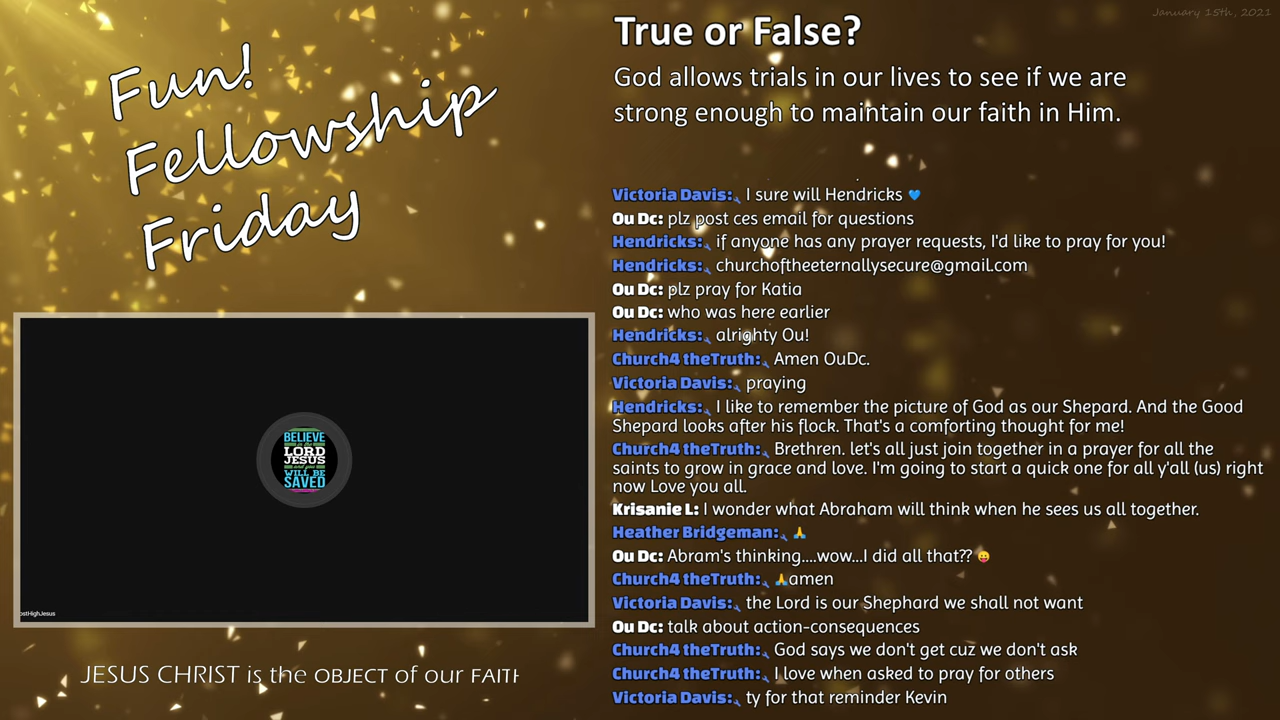 January 15th, 2021
Fun!
Fellowship
Friday
True or False?
God allows trials in our lives to see if we are
strong enough to maintain our faith in Him.
Victoria Davis: I sure will Hendricks 💙
Ou Dc: plz post ces email for questions
Hendricks: if anyone has any prayer requests, I'd like to pray for you!
Hendricks: churchoftheeternallysecure@gmail.com
Ou Dc: plz pray for Katia
Ou Dc: who was here earlier
Hendricks: alrighty Ou!
Church4 theTruth: Amen OuDc.
Victoria Davis: praying
Hendricks: I like to remember the picture of God as our Shepard. And the Good
Shepard looks after his flock. That's a comforting thought for me!
Church4 theTruth: Brethren. let's all just join together in a prayer for all the
saints to grow in grace and love. I'm going to start a quick one for all y'all (us) right
now Love you all.
Krisanie L: I wonder what Abraham will think when he sees us all together.
Heather Bridgeman: 🙏
Ou Dc: Abram's thinking....wow...I did all that?? 😛
Church4 theTruth: 🙏amen
Victoria Davis: the Lord is our Shephard we shall not want
Ou Dc: talk about action-consequences
Church4 theTruth: God says we don't get cuz we don't ask
Church4 theTruth: I love when asked to pray for others
Victoria Davis: ty for that reminder Kevin
BELIEVE
in the
LORD
JESUS
and you
WILL BE
SAVED
ostHighJesus
JESUS CHRIST is the OBJECT of our FAITH